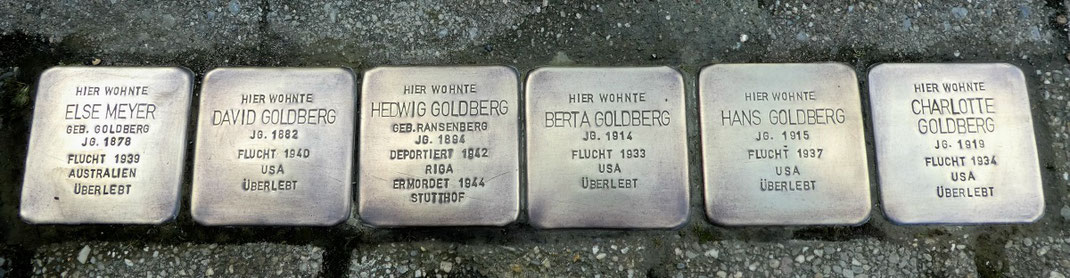 HIER WOHNTE
ELSE MEYER
GEB. GOLDBERG
JG. 1878
FLUCHT 1939
AUSTRALIEN
ÜBERLEBT
HIER WOHNTE
DAVID GOLDBERG
JG. 1882
FLUCHT 1940
USA
ÜBERLEBT
HIER WOHNTE
HEDWIG GOLDBERG
GEB. RANSENBERG
JG. 1884
DEPORTIERT 1942
RIGA
ERMORDET 1944
STUTTHOF
HIER WOHNTE
BERTA GOLDBERG
JG. 1914
FLUCHT 1933
USA
ÜBERLEBT
HIER WOHNTE
HANS GOLDBERG
JG. 1915
FLUCHT 1937
USA
ÜBERLEBT
HIER WOHNTE
CHARLOTTE
GOLDBERG
JG. 1919
FLUCHT 1934
USA
ÜBERLEBT